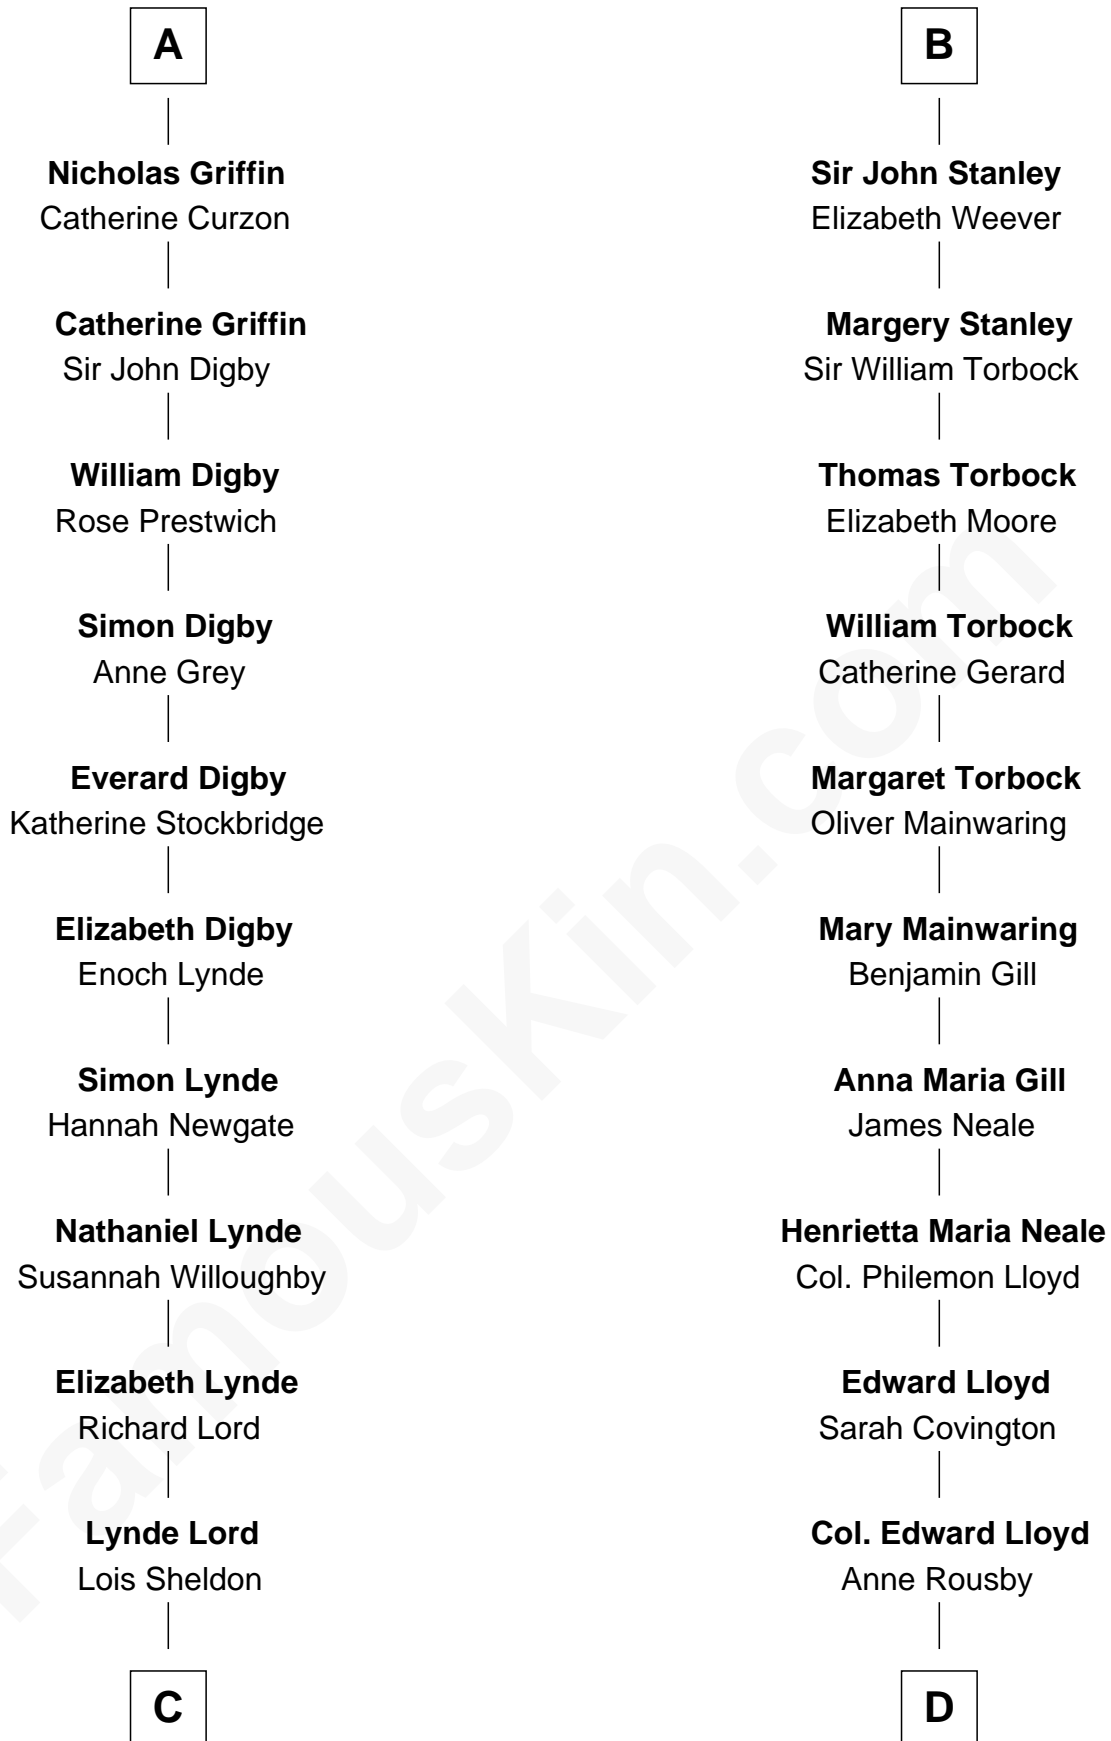 A
Nicholas Griffin
Catherine Curzon
Catherine Griffin
Sir John Digby
William Digby
Rose Prestwich
Simon Digby
Anne Grey
Everard Digby
Katherine Stockbridge
Elizabeth Digby
Enoch Lynde
Simon Lynde
Hannah Newgate
Nathaniel Lynde
Susannah Willoughby
Elizabeth Lynde
Richard Lord
Lynde Lord
Lois Sheldon
C
B
Sir John Stanley
Elizabeth Weever
Margery Stanley
Sir William Torbock
Thomas Torbock
Elizabeth Moore
William Torbock
Catherine Gerard
Margaret Torbock
Oliver Mainwaring
Mary Mainwaring
Benjamin Gill
Anna Maria Gill
James Neale
Henrietta Maria Neale
Col. Philemon Lloyd
Edward Lloyd
Sarah Covington
Col. Edward Lloyd
Anne Rousby
D
FamousKin.com